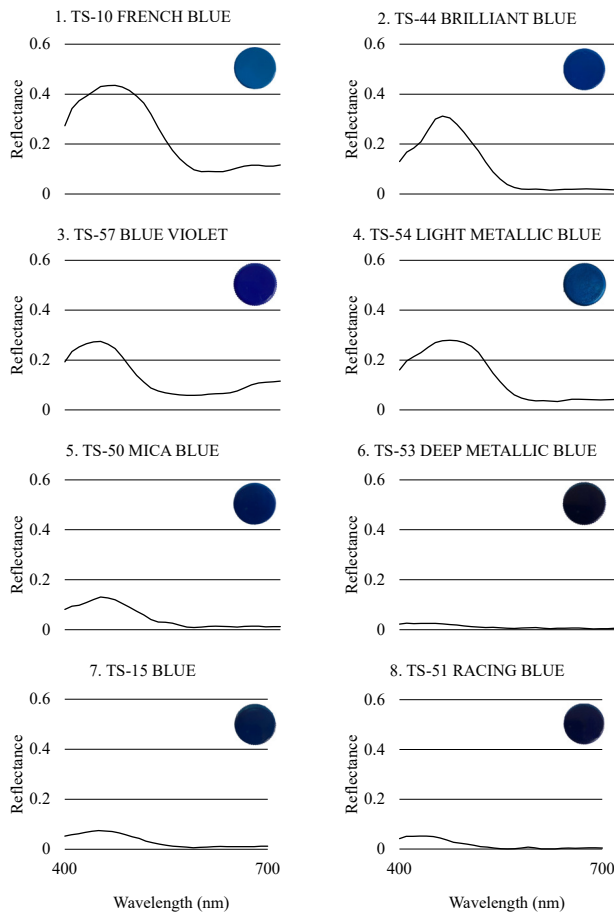 1. TS-10 FRENCH BLUE
0.6
0.4
0.2
0
Reflectance
2. TS-44 BRILLIANT BLUE
0.6
0.4
0.2
0
Reflectance
3. TS-57 BLUE VIOLET
0.6
0.4
0.2
0
Reflectance
4. TS-54 LIGHT METALLIC BLUE
0.6
0.4
0.2
0
Reflectance
5. TS-50 MICA BLUE
0.6
0.4
0.2
0
Reflectance
6. TS-53 DEEP METALLIC BLUE
0.6
0.4
0.2
0
Reflectance
7. TS-15 BLUE
0.6
0.4
0.2
0
Reflectance
400
700
Wavelength (nm)
8. TS-51 RACING BLUE
0.6
0.4
0.2
0
Reflectance
400
700
Wavelength (nm)